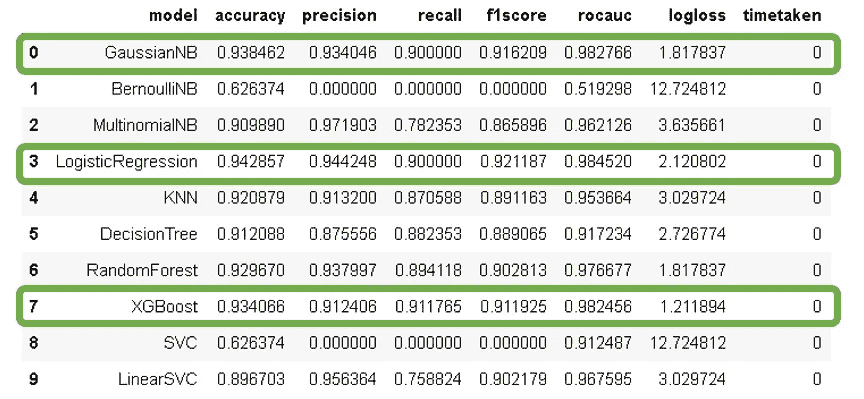 model accuracy precision recall f1score rocauc logloss timetaken
0 GaussianNB 0.938462 0.934046 0.900000 0.916209 0.982766 1.817837 0
1 BernoulliNB 0.626374 0.000000 0.000000 0.000000 0.519298 12.724812 0
2 MultinomialNB 0.909890 0.971903 0.782353 0.865896 0.962126 3.635661 0
3 LogisticRegression 0.942857 0.944248 0.900000 0.921187 0.984520 2.120802 0
4 KNN 0.920879 0.913200 0.870588 0.891163 0.953664 3.029724 0
5 DecisionTree 0.912088 0.875556 0.882353 0.889065 0.917234 2.726774 0
6 RandomForest 0.929670 0.937997 0.894118 0.902813 0.976677 1.817837 0
7 XGBoost 0.934066 0.912406 0.911765 0.911925 0.982456 1.211894 0
8 SVC 0.626374 0.000000 0.000000 0.000000 0.912487 12.724812 0
9 LinearSVC 0.896703 0.956364 0.758824 0.902179 0.967595 3.029724 0